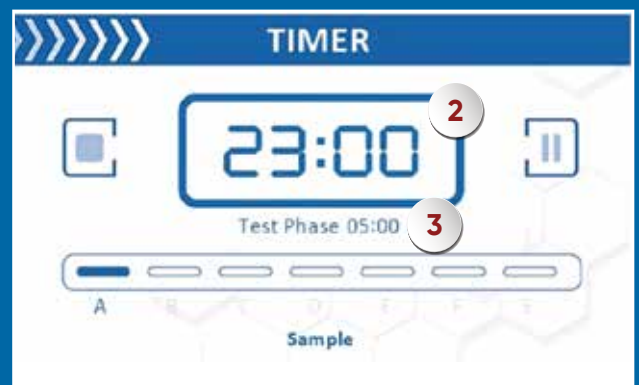 TIMER
2
23:00
Test Phase 05:00 3
A B C D E F
Sample